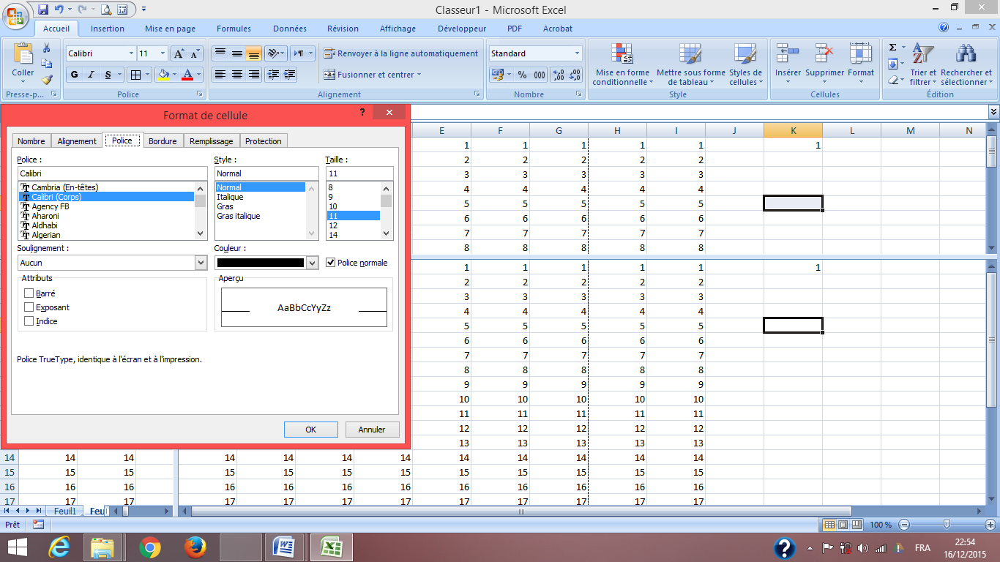 Classeur1 - Microsoft Excel
Accueil Insertion Mise en page Formules Données Révision Affichage Développeur PDF Acrobat
Calibri 11 Renvoyer à la ligne automatiquement Standard
Coller G I S Fusionner et centrer % 000 Mise en forme conditionnelle Mettre sous forme de tableau Styles de cellules Insérer Supprimer Format Σ Trier et filtrer Rechercher et sélectionner
Presse-p... Police Alignement Nombre Style Cellules Édition
Format de cellule ?
Nombre Alignement Police Bordure Remplissage Protection
Police : Style : Taille :
Calibri Normal 11
Cambria (En-têtes) Normal 8
Calibri (Corps) Italique 9
Agency FB Gras 10
Aharoni Gras italique 11
Aldhabi 12
Algerian 14
Soulignement : Couleur :
Aucun Police normale
Attributs Aperçu
Barré
Exposant AaBbCcYyZz
Indice
Police TrueType, identique à l'écran et à l'impression.
OK Annuler
E F G H I J K L M N
1 1 1 1 1 1
2 2 2 2 2
3 3 3 3 3
4 4 4 4 4
5 5 5 5 5
6 6 6 6 6
7 7 7 7 7
8 8 8 8 8
1 1 1 1 1 1
2 2 2 2 2
3 3 3 3 3
4 4 4 4 4
5 5 5 5 5
6 6 6 6 6
7 7 7 7 7
8 8 8 8 8
9 9 9 9 9
10 10 10 10 10
11 11 11 11 11
12 12 12 12 12
13 13 13 13 13
14 14 14 14 14 14 14 14 14 14 14 14
15 15 15 15 15 15 15 15 15 15 15 15
16 16 16 16 16 16 16 16 16 16 16 16
17 17 17 17 17 17 17 17 17 17 17 17
Feuil1 Feui
Prêt 100 %
FRA 22:54
16/12/2015